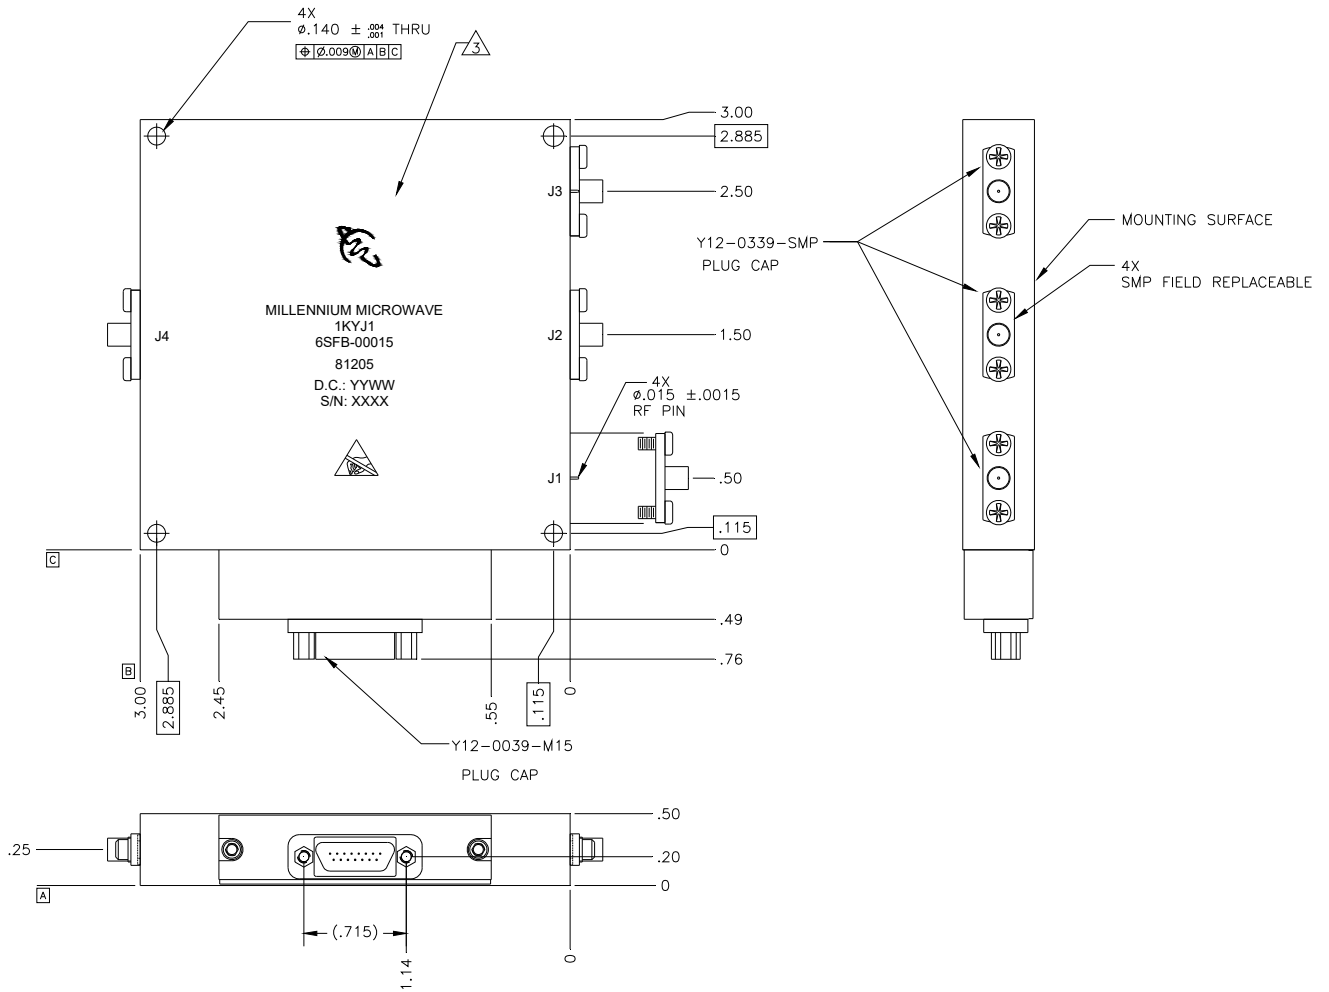 4X
Ø.140 ± .004 .001 THRU
⌖ Ø.009Ⓜ A B C
3
3.00
2.885
J3
2.50
Y12-0339-SMP
PLUG CAP
MOUNTING SURFACE
4X
SMP FIELD REPLACEABLE
MILLENNIUM MICROWAVE
1KYJ1
6SFB-00015
81205
D.C.: YYWW
S/N: XXXX
J4
J2
1.50
4X
Ø.015 ±.0015
RF PIN
J1
.50
.115
0
C
.49
.76
B
3.00
2.885
2.45
.55
.115
0
Y12-0039-M15
PLUG CAP
.50
.25
.20
0
A
(.715)
1.14
0